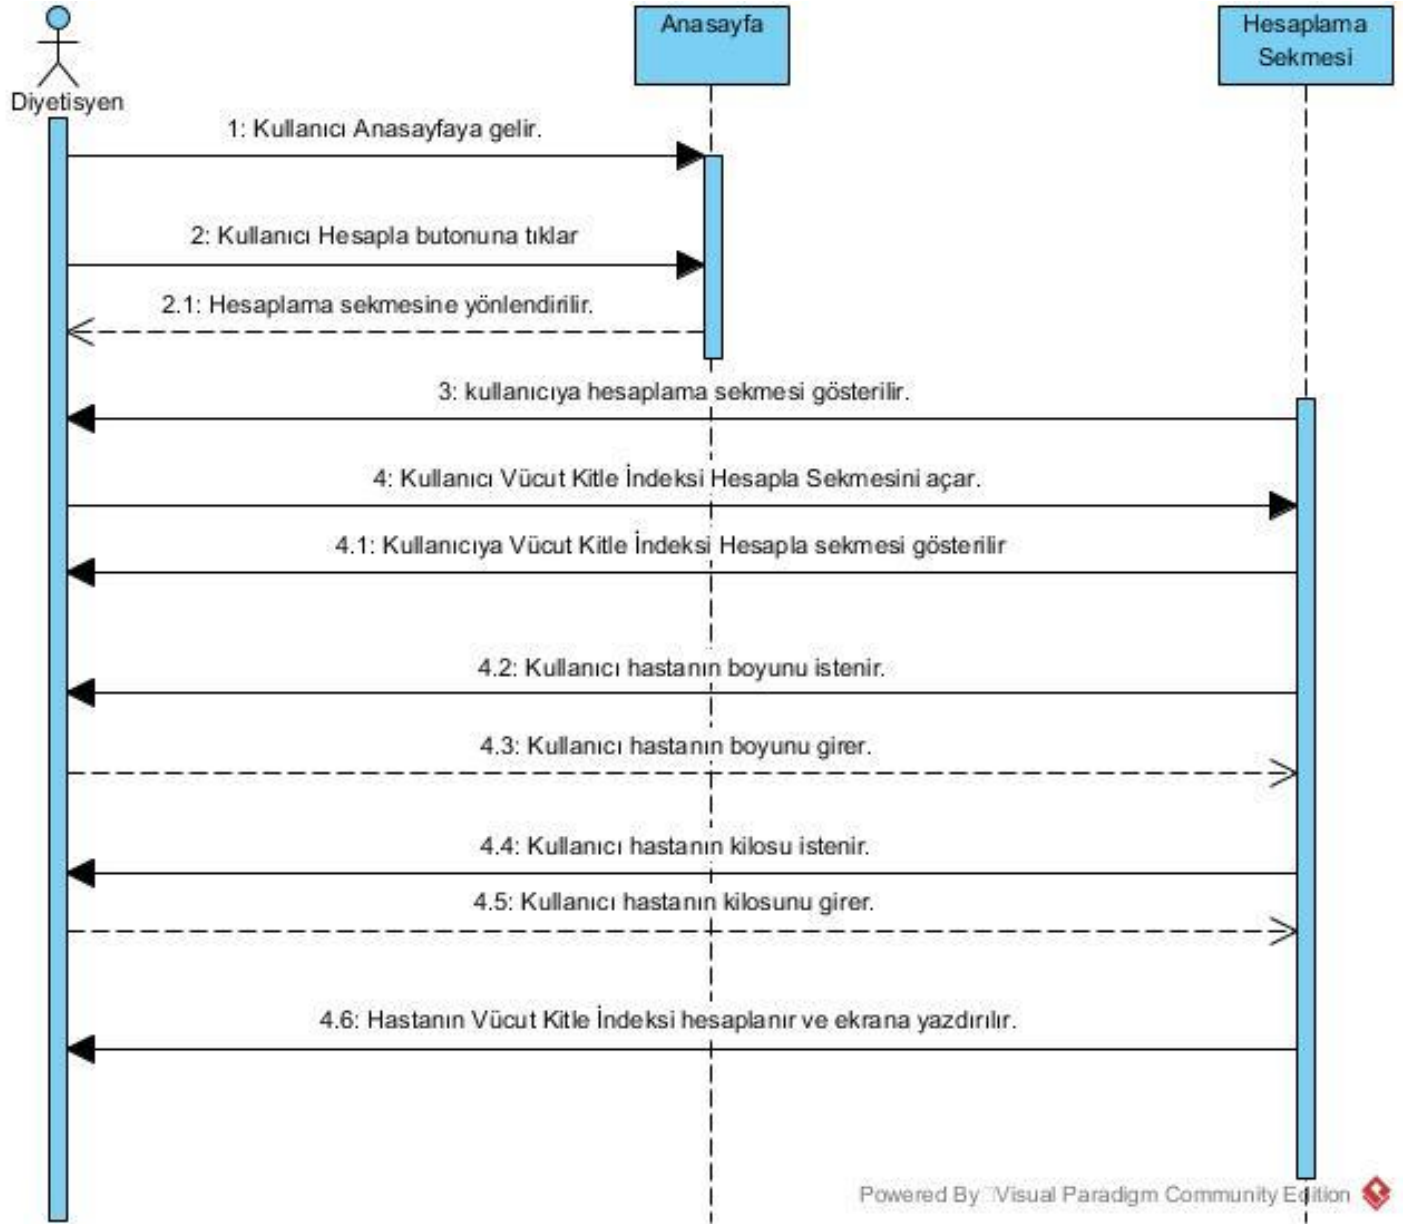 Anasayfa
Hesaplama
Sekmesi
Diyetisyen
1: Kullanıcı Anasayfaya gelir.
2: Kullanıcı Hesapla butonuna tıklar
2.1: Hesaplama sekmesine yönlendirilir.
3: kullanıcıya hesaplama sekmesi gösterilir.
4: Kullanıcı Vücut Kitle İndeksi Hesapla Sekmesini açar.
4.1: Kullanıcıya Vücut Kitle İndeksi Hesapla sekmesi gösterilir
4.2: Kullanıcı hastanın boyunu istenir.
4.3: Kullanıcı hastanın boyunu girer.
4.4: Kullanıcı hastanın kilosu istenir.
4.5: Kullanıcı hastanın kilosunu girer.
4.6: Hastanın Vücut Kitle İndeksi hesaplanır ve ekrana yazdırılır.
Powered By Visual Paradigm Community Edition